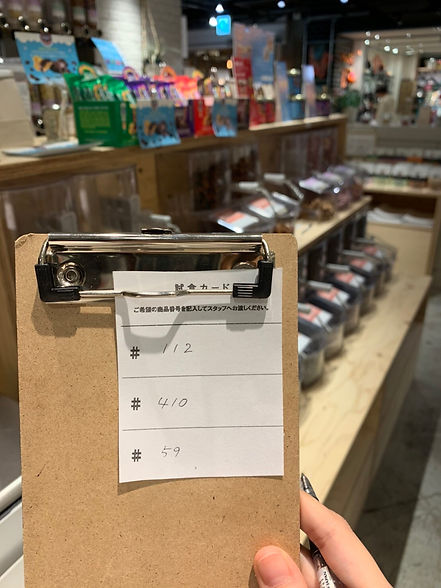 試食カード
ご希望の商品番号を記入してスタッフへお渡しください。
# 112
# 410
# 59